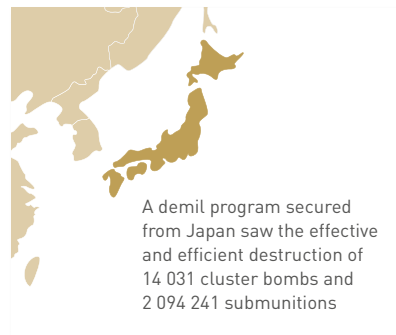 A demil program secured
from Japan saw the effective
and efficient destruction of
14 031 cluster bombs and
2 094 241 submunitions